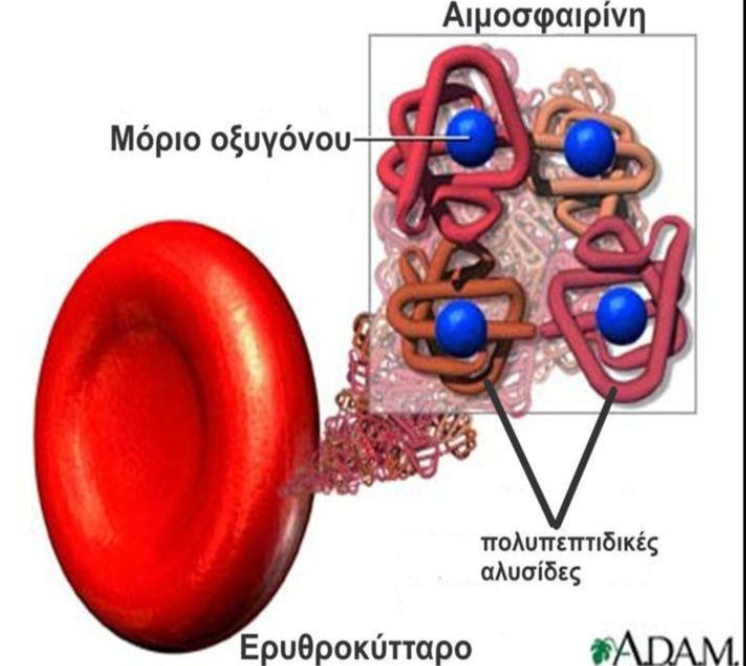 Αιμοσφαιρίνη
Μόριο οξυγόνου
πολυπεπτιδικές
αλυσίδες
Ερυθροκύτταρο
ADAM.